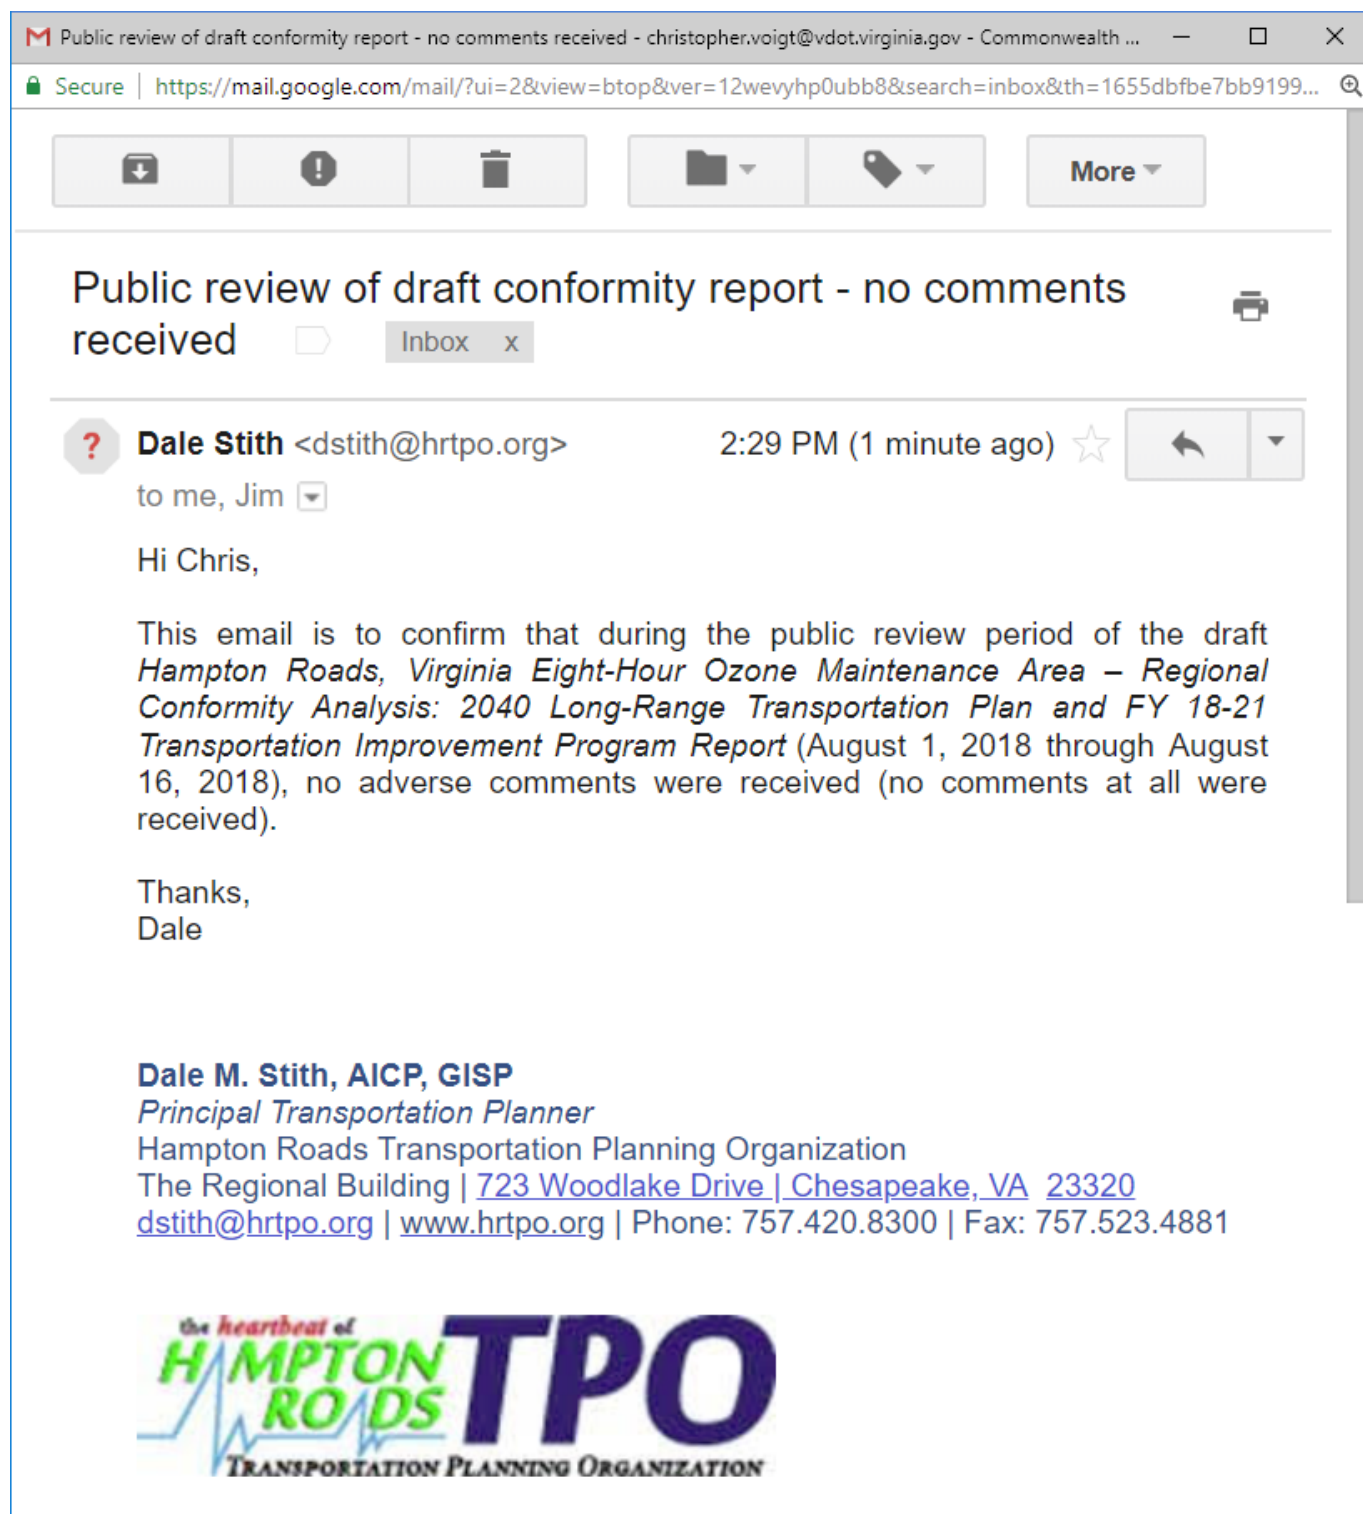 Public review of draft conformity report - no comments received - christopher.voigt@vdot.virginia.gov - Commonwealth ...
Secure | https://mail.google.com/mail/?ui=2&view=btop&ver=12wevyhp0ubb8&search=inbox&th=1655dbfbe7bb9199...
More
Public review of draft conformity report - no comments
received Inbox x
Dale Stith <dstith@hrtpo.org> 2:29 PM (1 minute ago)
to me, Jim
Hi Chris,
This email is to confirm that during the public review period of the draft
Hampton Roads, Virginia Eight-Hour Ozone Maintenance Area – Regional
Conformity Analysis: 2040 Long-Range Transportation Plan and FY 18-21
Transportation Improvement Program Report (August 1, 2018 through August
16, 2018), no adverse comments were received (no comments at all were
received).
Thanks,
Dale
Dale M. Stith, AICP, GISP
Principal Transportation Planner
Hampton Roads Transportation Planning Organization
The Regional Building | 723 Woodlake Drive | Chesapeake, VA 23320
dstith@hrtpo.org | www.hrtpo.org | Phone: 757.420.8300 | Fax: 757.523.4881
the heartbeat of
HAMPTON
ROADS
TPO
TRANSPORTATION PLANNING ORGANIZATION